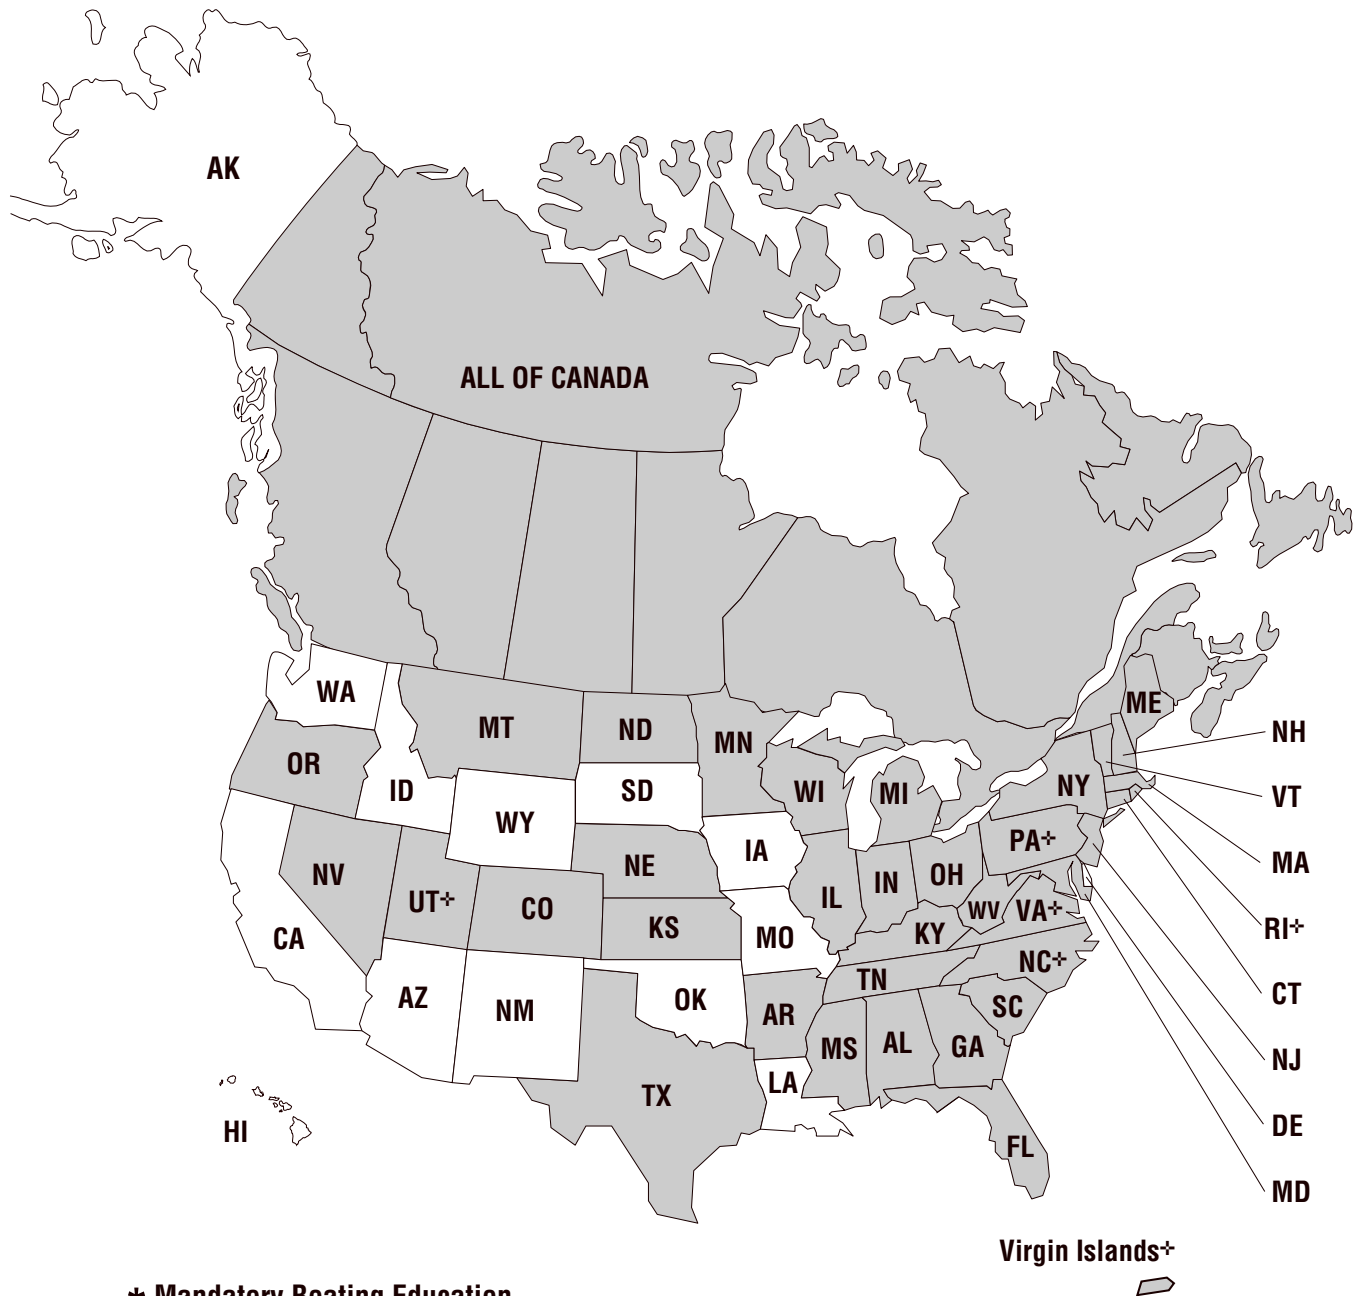 AK
ALL OF CANADA
WA
MT
ND
MN
ME
OR
ID
SD
WI
MI
NY
NH
WY
VT
IA
PA✢
NV
NE
OH
MA
UT✢
CO
IL
IN
WV
VA✢
CA
KS
MO
KY
RI✢
AZ
NM
OK
TN
NC✢
CT
AR
SC
MS
AL
GA
TX
LA
NJ
HI
FL
DE
MD
Virgin Islands✢
* Mandatory Boating Education